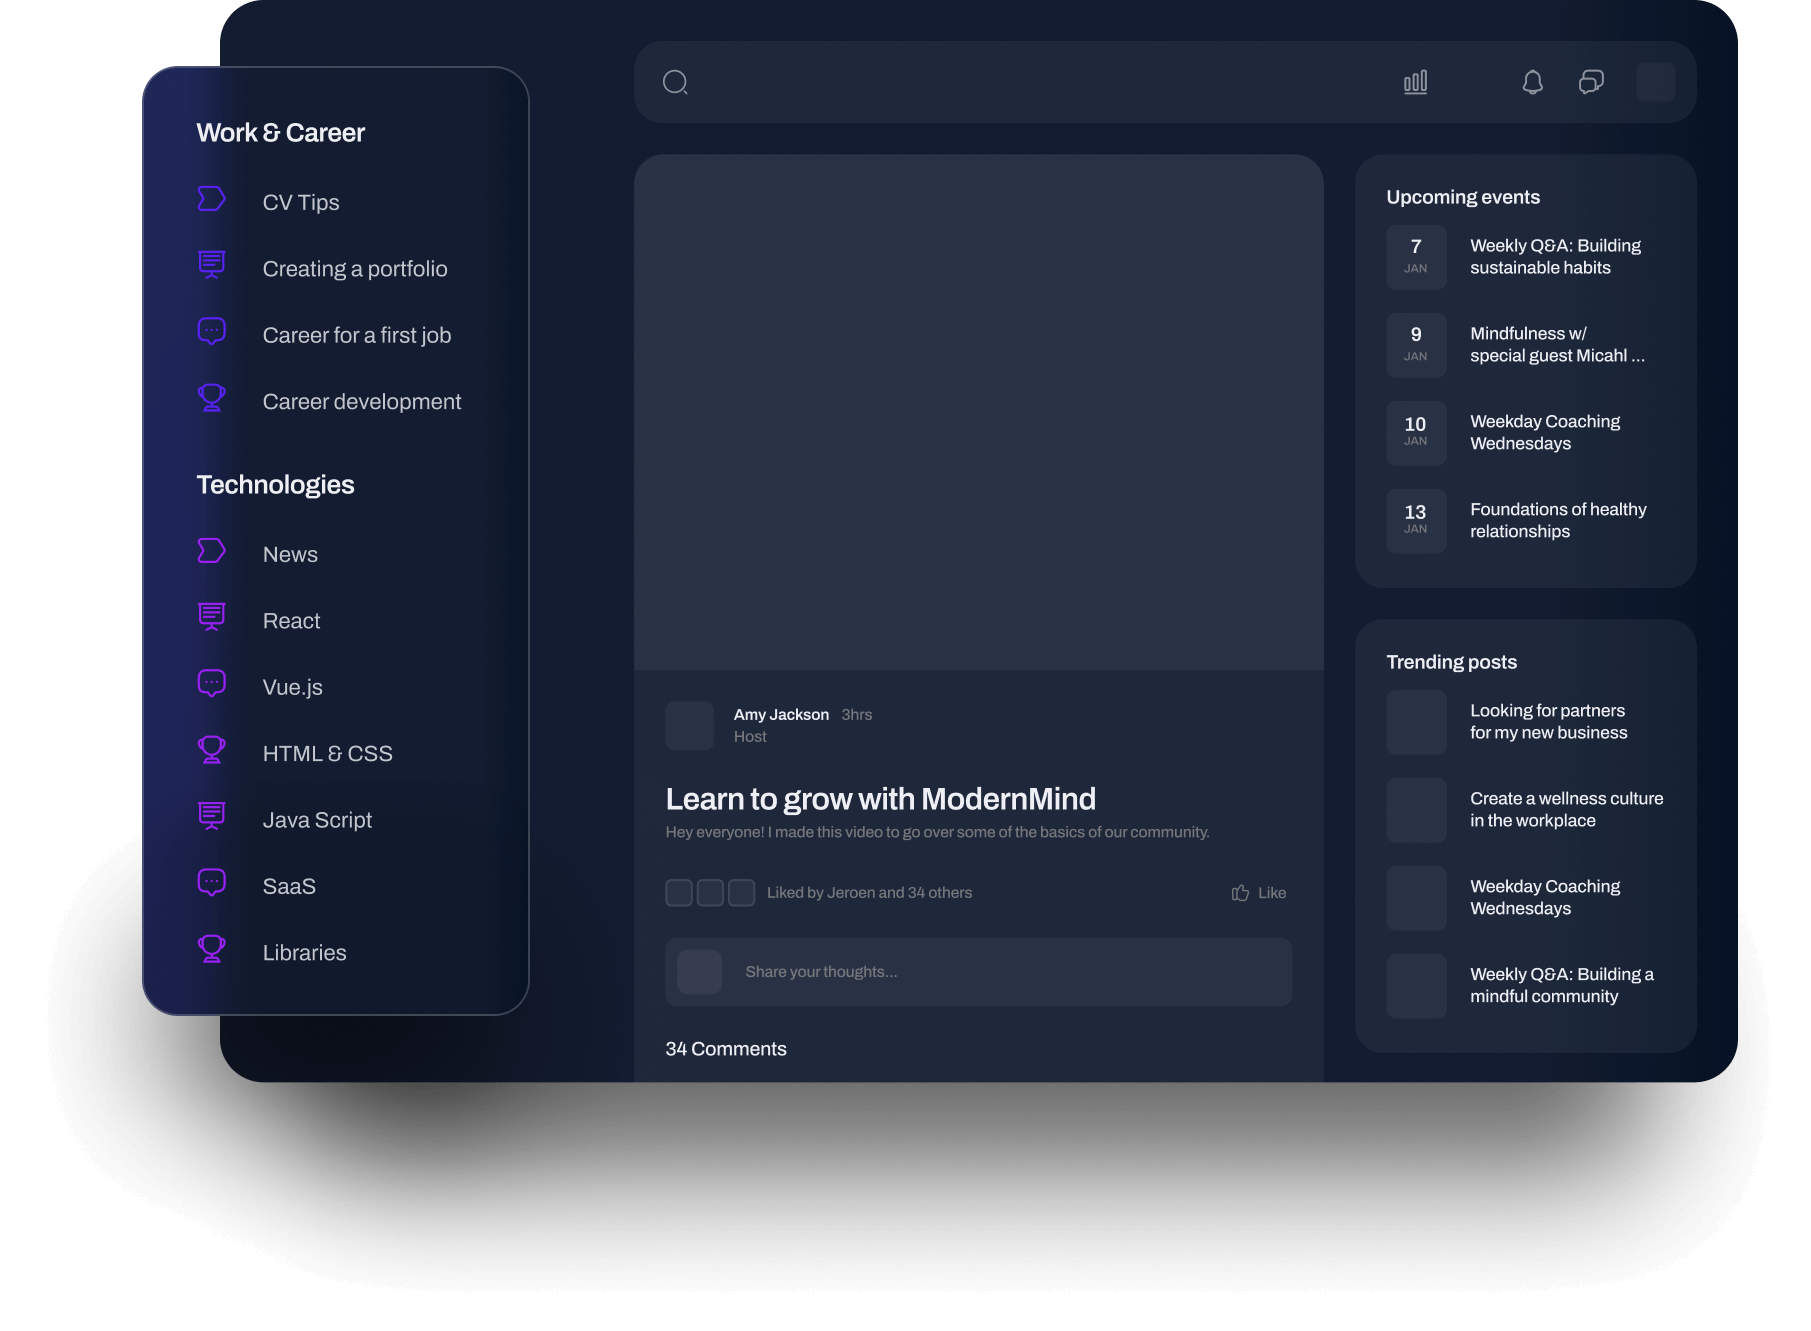 Work & Career
CV Tips
Creating a portfolio
Career for a first job
Career development
Technologies
News
React
Vue.js
HTML & CSS
Java Script
SaaS
Libraries
Amy Jackson 3hrs
Host
Learn to grow with ModernMind
Hey everyone! I made this video to go over some of the basics of our community.
Liked by Jeroen and 34 others
Like
Share your thoughts...
34 Comments
Upcoming events
7
JAN
Weekly Q&A: Building
sustainable habits
9
JAN
Mindfulness w/
special guest Micahl ...
10
JAN
Weekday Coaching
Wednesdays
13
JAN
Foundations of healthy
relationships
Trending posts
Looking for partners
for my new business
Create a wellness culture
in the workplace
Weekday Coaching
Wednesdays
Weekly Q&A: Building a
mindful community